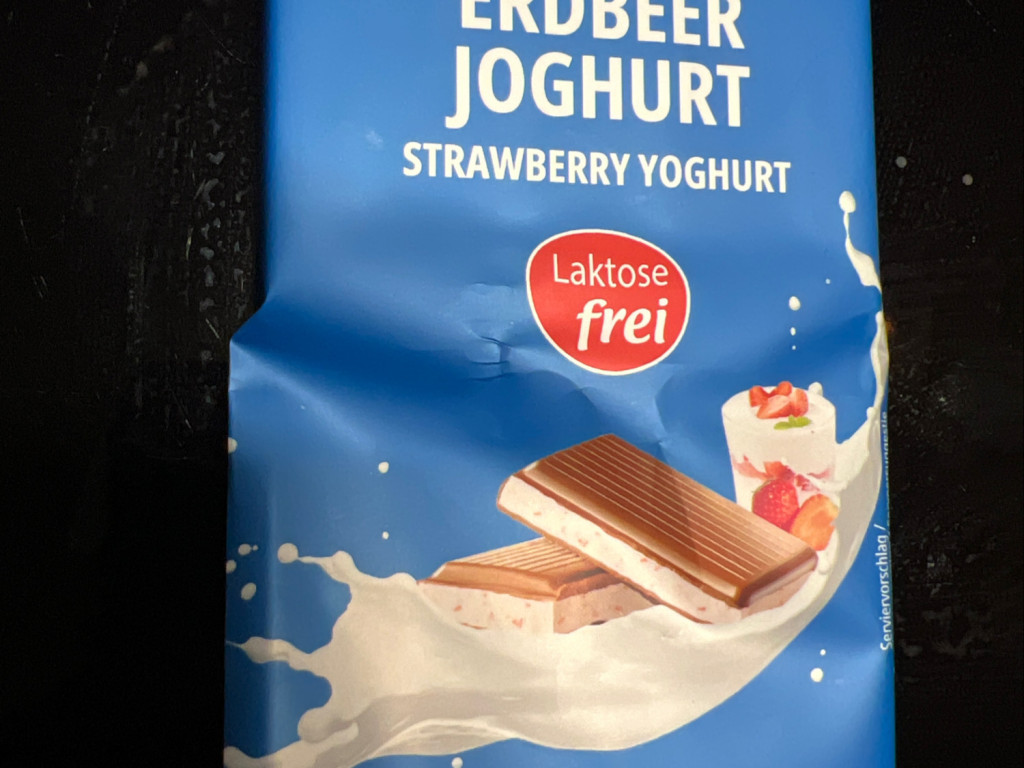 ERDBEER
JOGHURT
STRAWBERRY YOGHURT
Laktose
frei
Serviervorschlag /